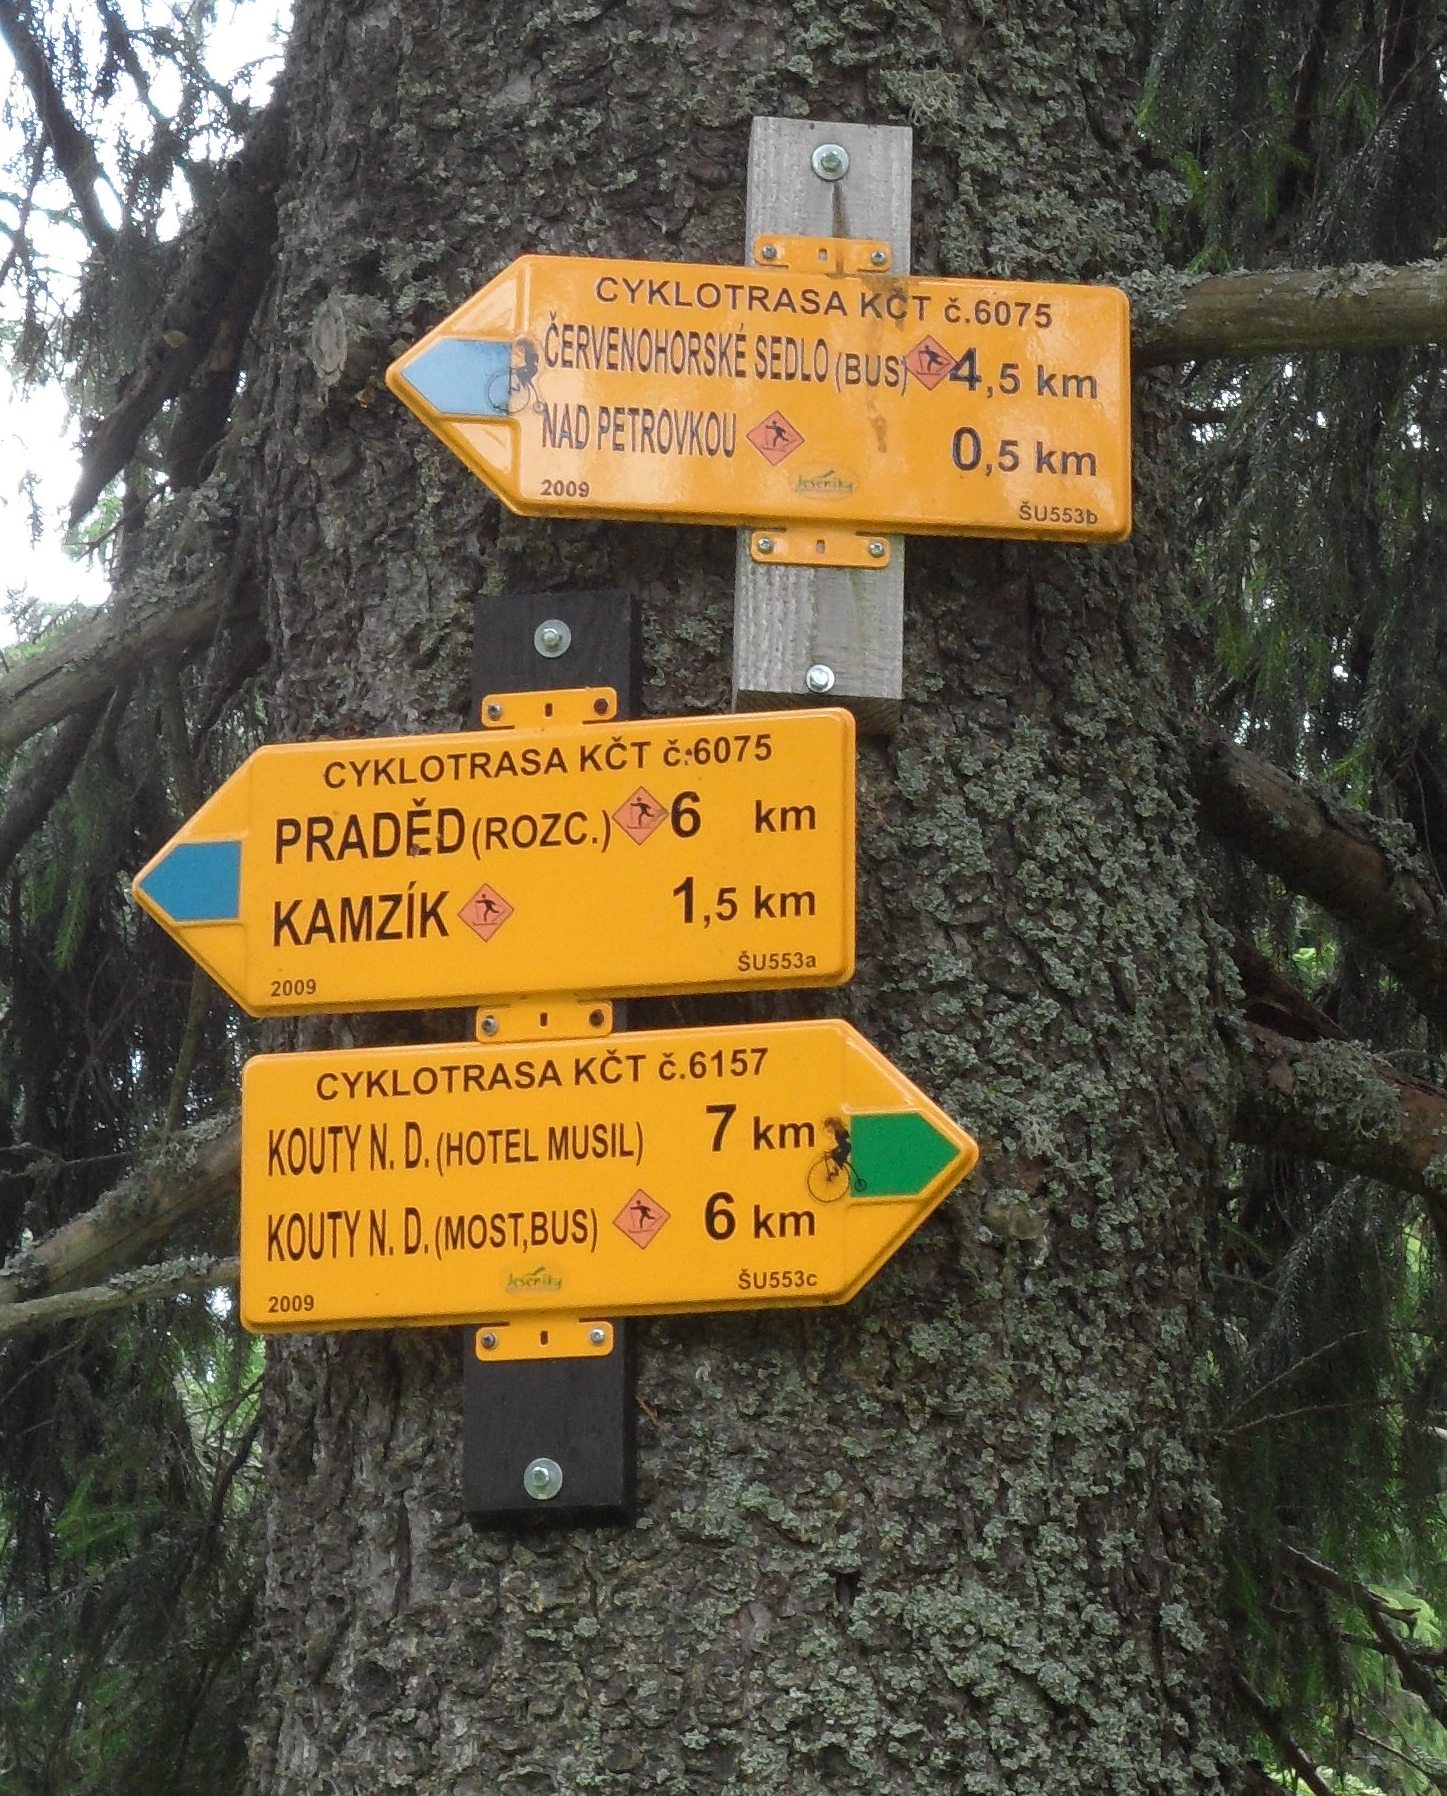 CYKLOTRASA KČT č.6075
ČERVENOHORSKÉ SEDLO (BUS) 4,5 km
NAD PETROVKOU 0,5 km
Jeseníky
2009 ŠU553b
CYKLOTRASA KČT č.6075
PRADĚD (ROZC.) 6 km
KAMZÍK 1,5 km
2009 ŠU553a
CYKLOTRASA KČT č.6157
KOUTY N. D. (HOTEL MUSIL) 7 km
KOUTY N. D. (MOST,BUS) 6 km
Jeseníky
2009 ŠU553c